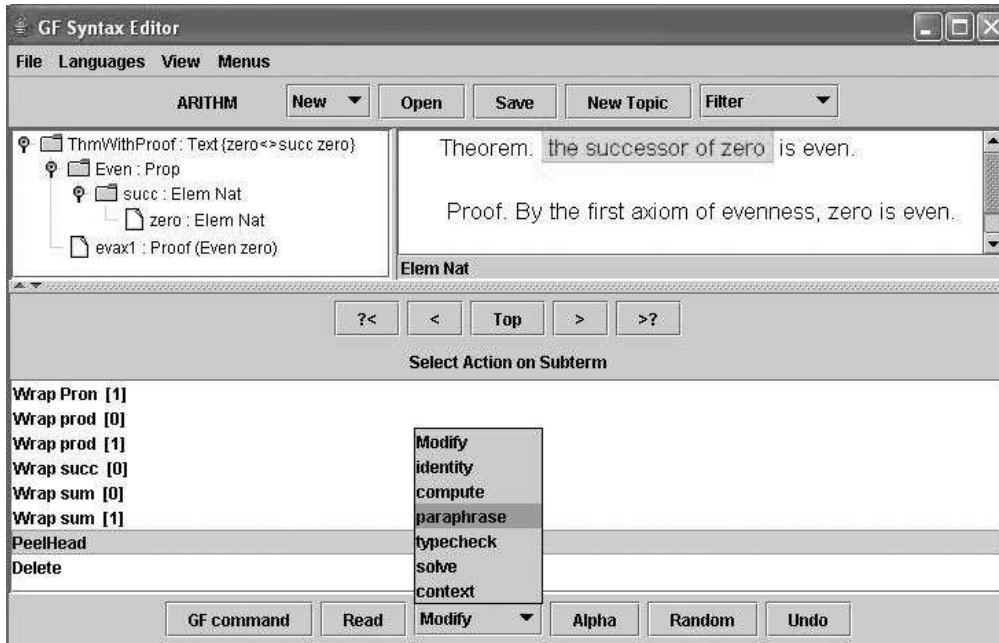 GF Syntax Editor
File Languages View Menus
ARITHM New Open Save New Topic Filter
ThmWithProof : Text {zero<>succ zero}
Even : Prop
succ : Elem Nat
zero : Elem Nat
evax1 : Proof (Even zero)
Theorem. the successor of zero is even.
Proof. By the first axiom of evenness, zero is even.
Elem Nat
?< < Top > >?
Select Action on Subterm
Wrap Pron [1]
Wrap prod [0]
Wrap prod [1]
Wrap succ [0]
Wrap sum [0]
Wrap sum [1]
PeelHead
Delete
Modify
identity
compute
paraphrase
typecheck
solve
context
GF command Read Modify Alpha Random Undo